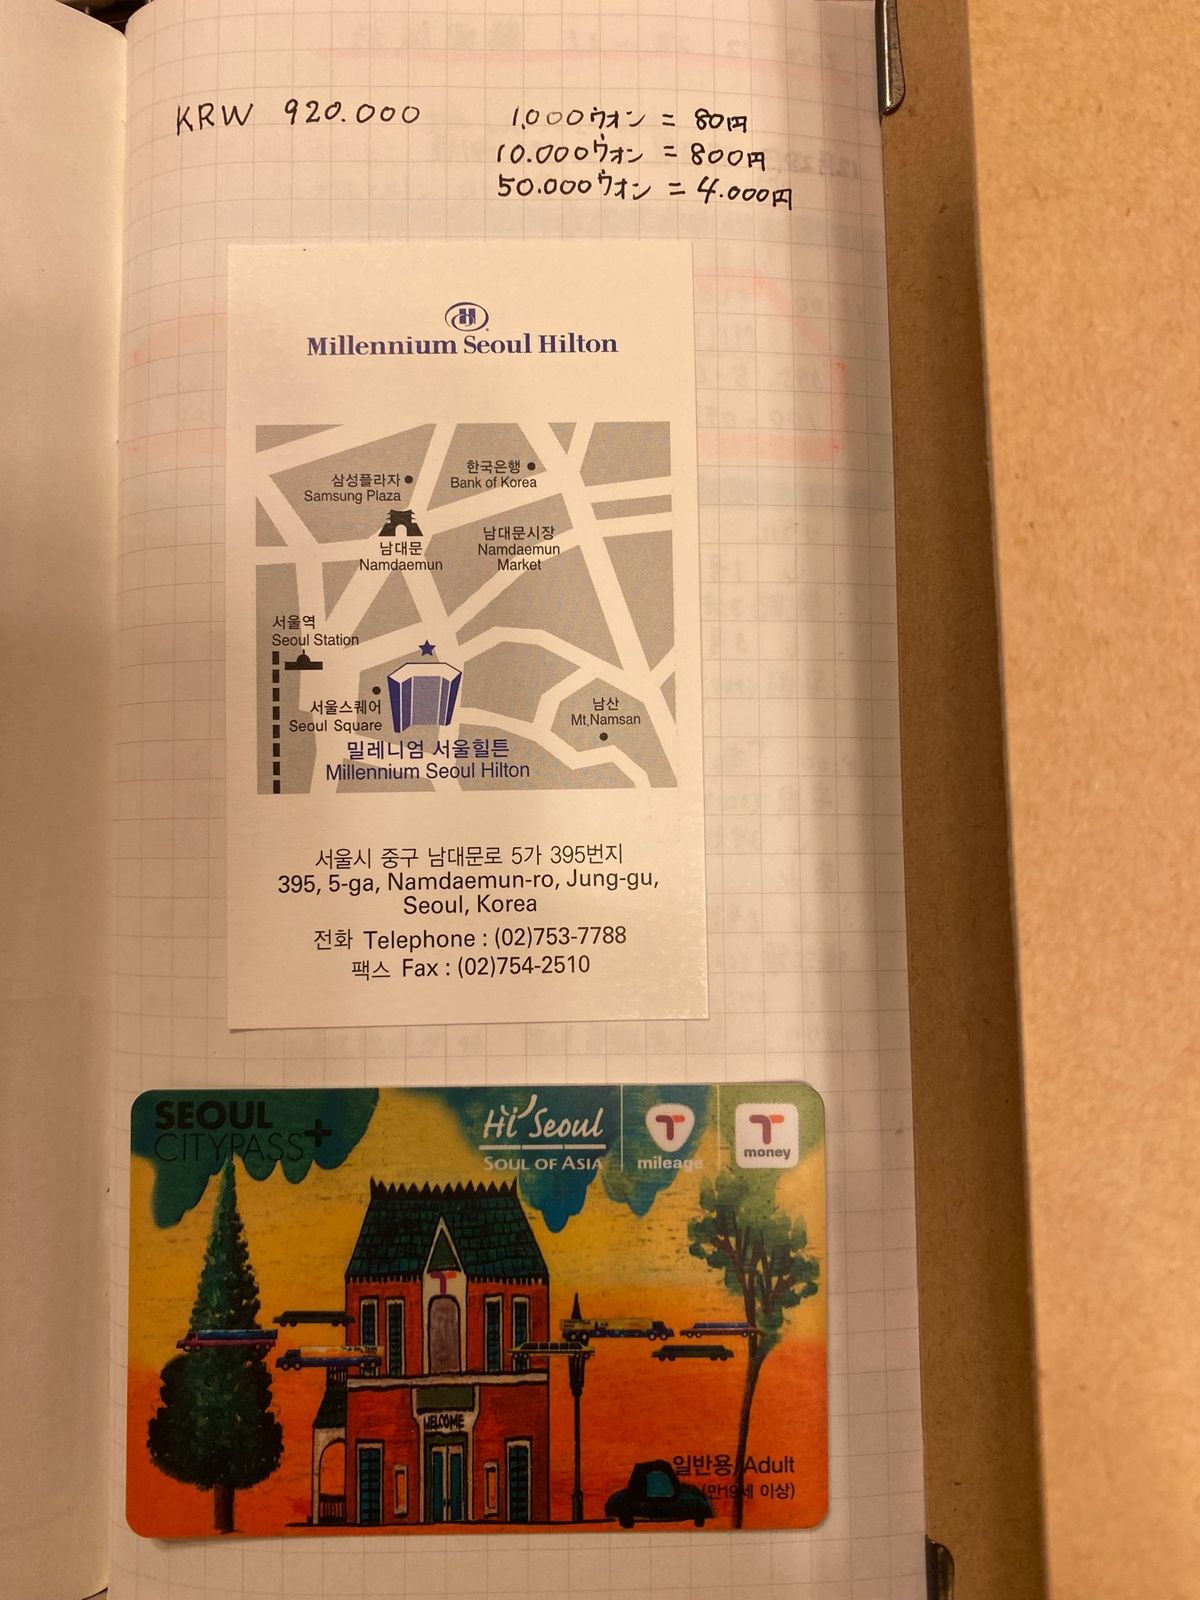 KRW 920.000
1,000ウォン = 80円
10.000ウォン = 800円
50.000ウォン = 4.000円
Millennium Seoul Hilton
삼성플라자
Samsung Plaza
한국은행
Bank of Korea
남대문
Namdaemun
남대문시장
Namdaemun
Market
서울역
Seoul Station
서울스퀘어
Seoul Square
남산
Mt,Namsan
밀레니엄 서울힐튼
Millennium Seoul Hilton
서울시 중구 남대문로 5가 395번지
395, 5-ga, Namdaemun-ro, Jung-gu,
Seoul, Korea
전화 Telephone : (02)753-7788
팩스 Fax : (02)754-2510
SEOUL
CITYPASS+
Hi Seoul
SOUL OF ASIA
T
mileage
T
money
T
WELCOME
일반용/Adult
(만19세 이상)